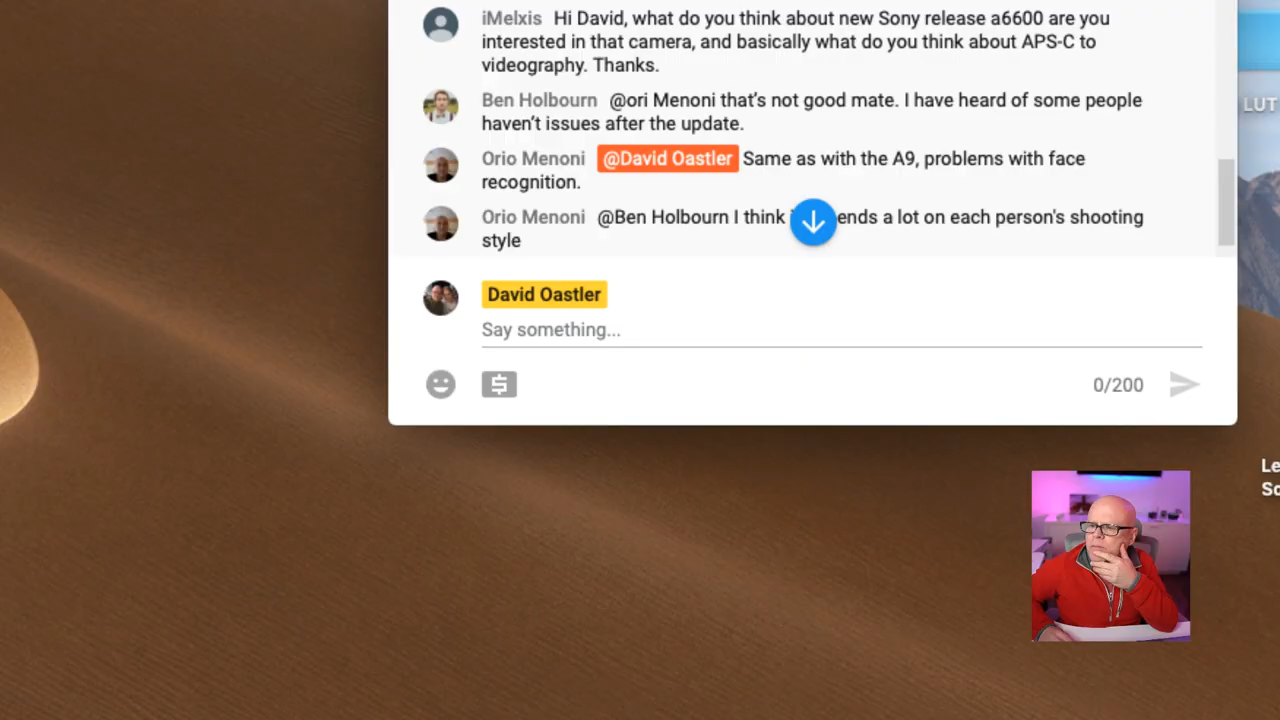 iMelxis Hi David, what do you think about new Sony release a6600 are you
interested in that camera, and basically what do you think about APS-C to
videography. Thanks.
Ben Holbourn @ori Menoni that's not good mate. I have heard of some people
haven't issues after the update.
Orio Menoni @David Oastler Same as with the A9, problems with face
recognition.
Orio Menoni @Ben Holbourn I think ends a lot on each person's shooting
style
David Oastler
Say something...
0/200
LUT
Le